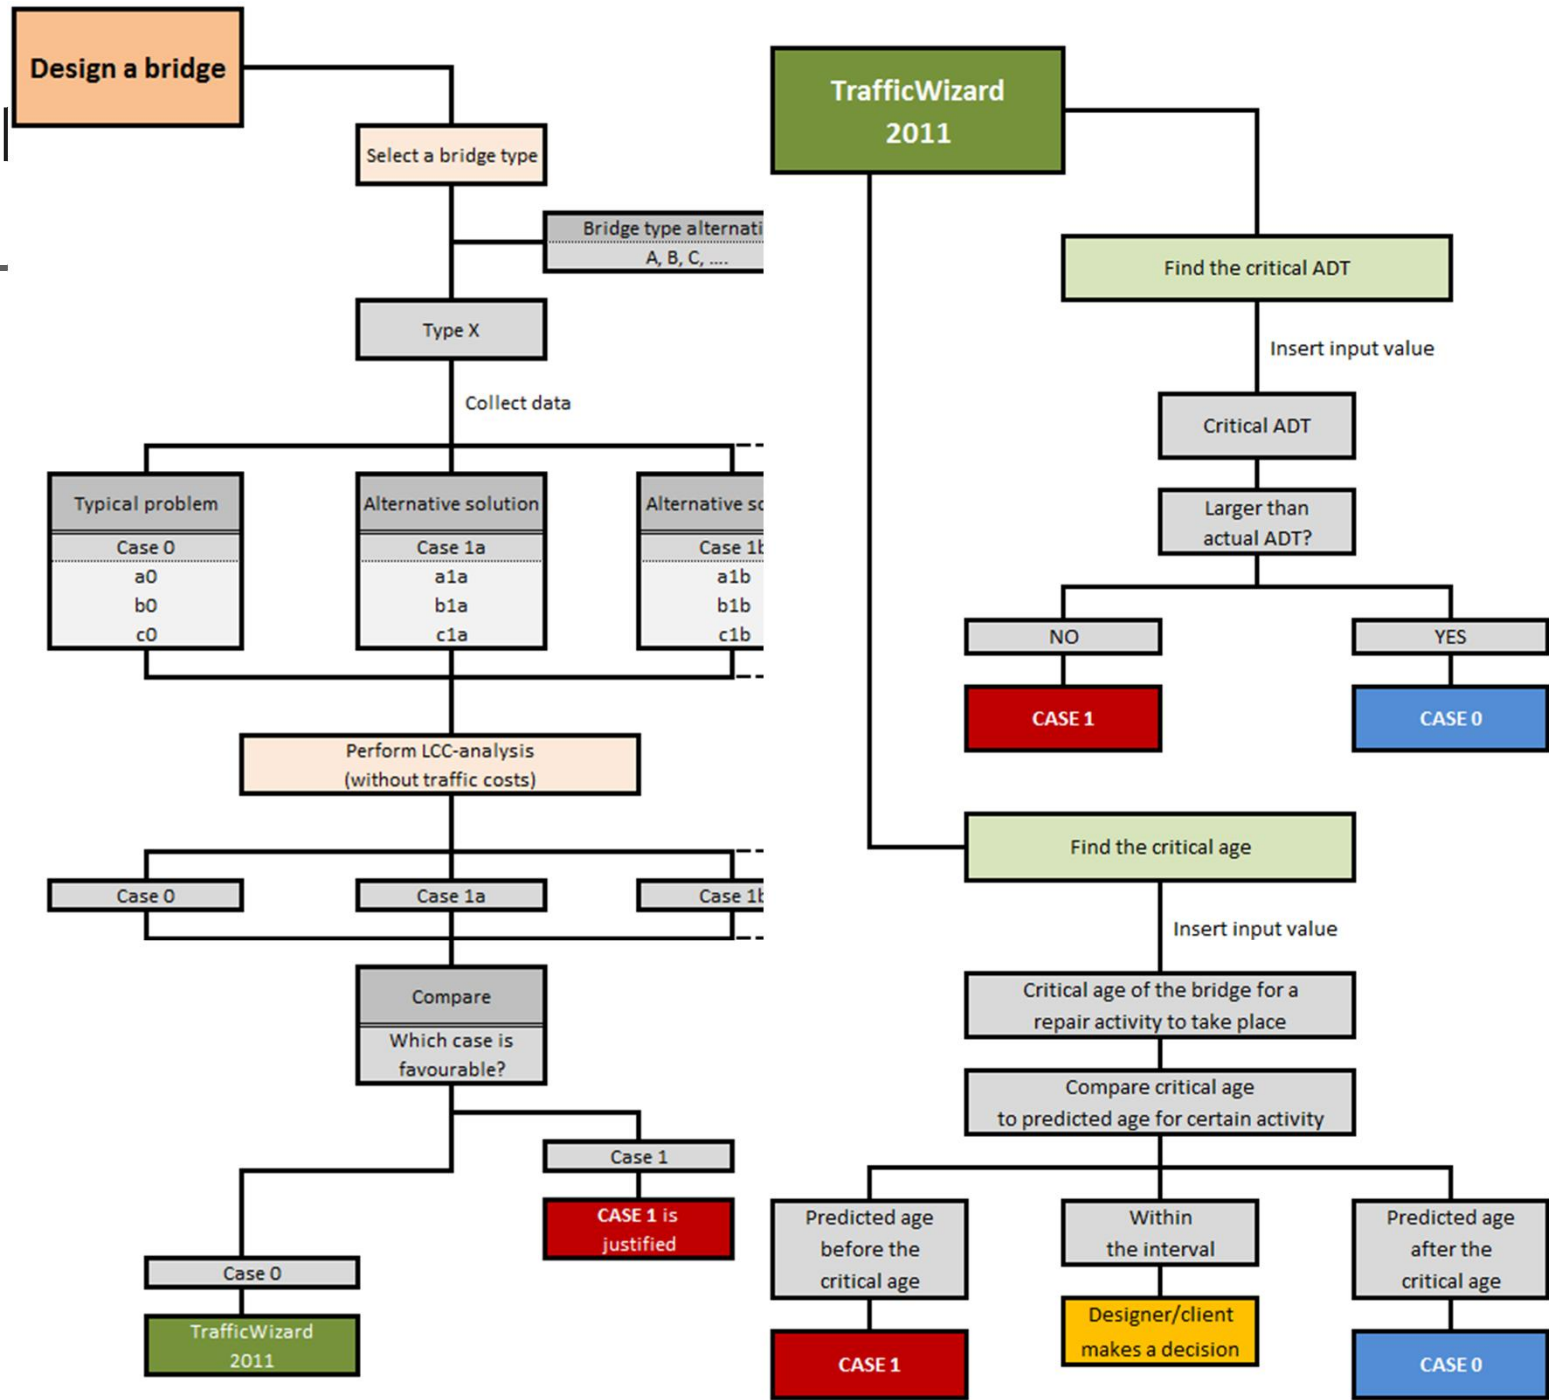 Design a bridge
Select a bridge type
Bridge type
A, B, C, ....
Type X
Collect data
Typical problem
Case 0
a0
b0
c0
Alternative solution
Case 1a
a1a
b1a
c1a
Alternative
Case 1b
a1b
b1b
c1b
Perform LCC-analysis
(without traffic costs)
Case 0
Case 1a
Case 1b
Compare
Which case is
favourable?
Case 1
CASE 1 is
justified
Case 0
TrafficWizard
2011
TrafficWizard
2011
Find the critical ADT
Insert input value
Critical ADT
Larger than
actual ADT?
NO
YES
CASE 1
CASE 0
Find the critical age
Insert input value
Critical age of the bridge for a
repair activity to take place
Compare critical age
to predicted age for certain activity
Predicted age
before the
critical age
CASE 1
Within
the interval
Designer/client
makes a decision
Predicted age
after the
critical age
CASE 0